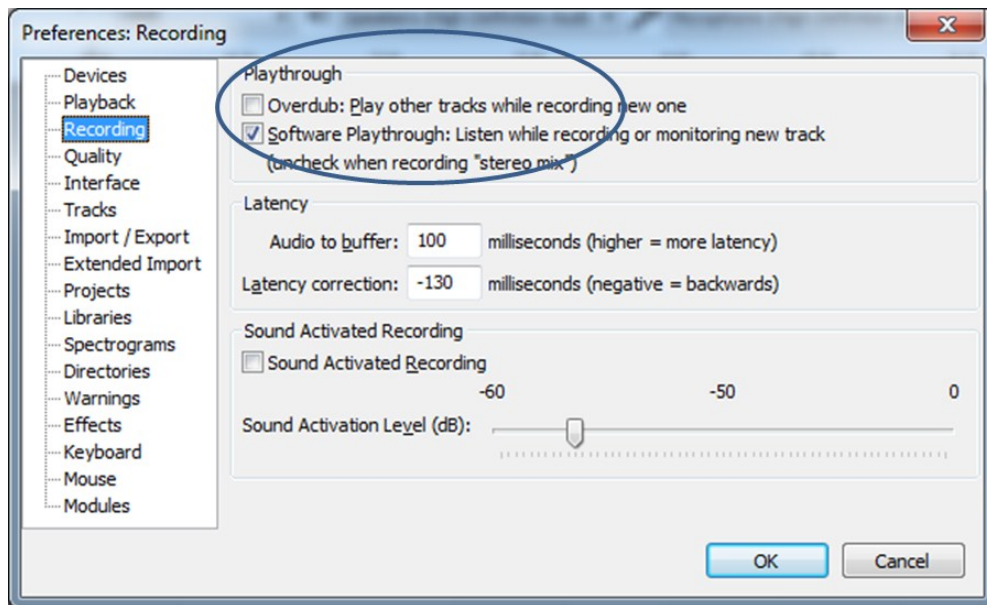 Preferences: Recording
Devices
Playback
Recording
Quality
Interface
Tracks
Import / Export
Extended Import
Projects
Libraries
Spectrograms
Directories
Warnings
Effects
Keyboard
Mouse
Modules
Playthrough
Overdub: Play other tracks while recording new one
Software Playthrough: Listen while recording or monitoring new track
(uncheck when recording "stereo mix")
Latency
Audio to buffer: 100 milliseconds (higher = more latency)
Latency correction: -130 milliseconds (negative = backwards)
Sound Activated Recording
Sound Activated Recording
-60 -50 0
Sound Activation Level (dB):
OK Cancel